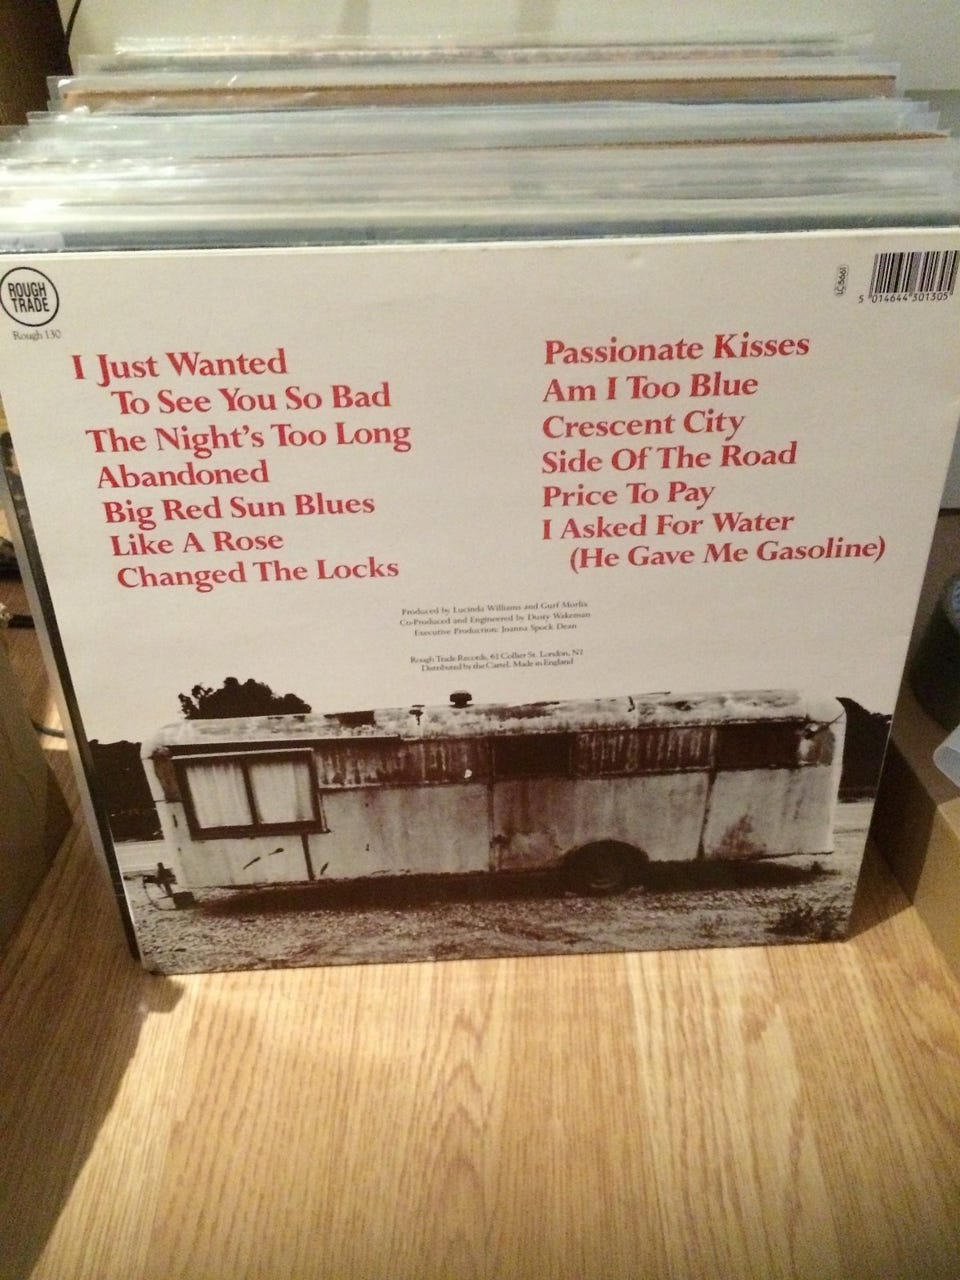 ROUGH
TRADE
Rough 130
LC5661
5 014644 301305
I Just Wanted
To See You So Bad
The Night's Too Long
Abandoned
Big Red Sun Blues
Like A Rose
Changed The Locks
Passionate Kisses
Am I Too Blue
Crescent City
Side Of The Road
Price To Pay
I Asked For Water
(He Gave Me Gasoline)
Produced by Lucinda Williams and Gurf Morlix
Co-Produced and Engineered by Dusty Wakeman
Executive Production: Joanna Spock Dean
Rough Trade Records, 61 Collier St. London, N1
Distributed by the Cartel. Made in England